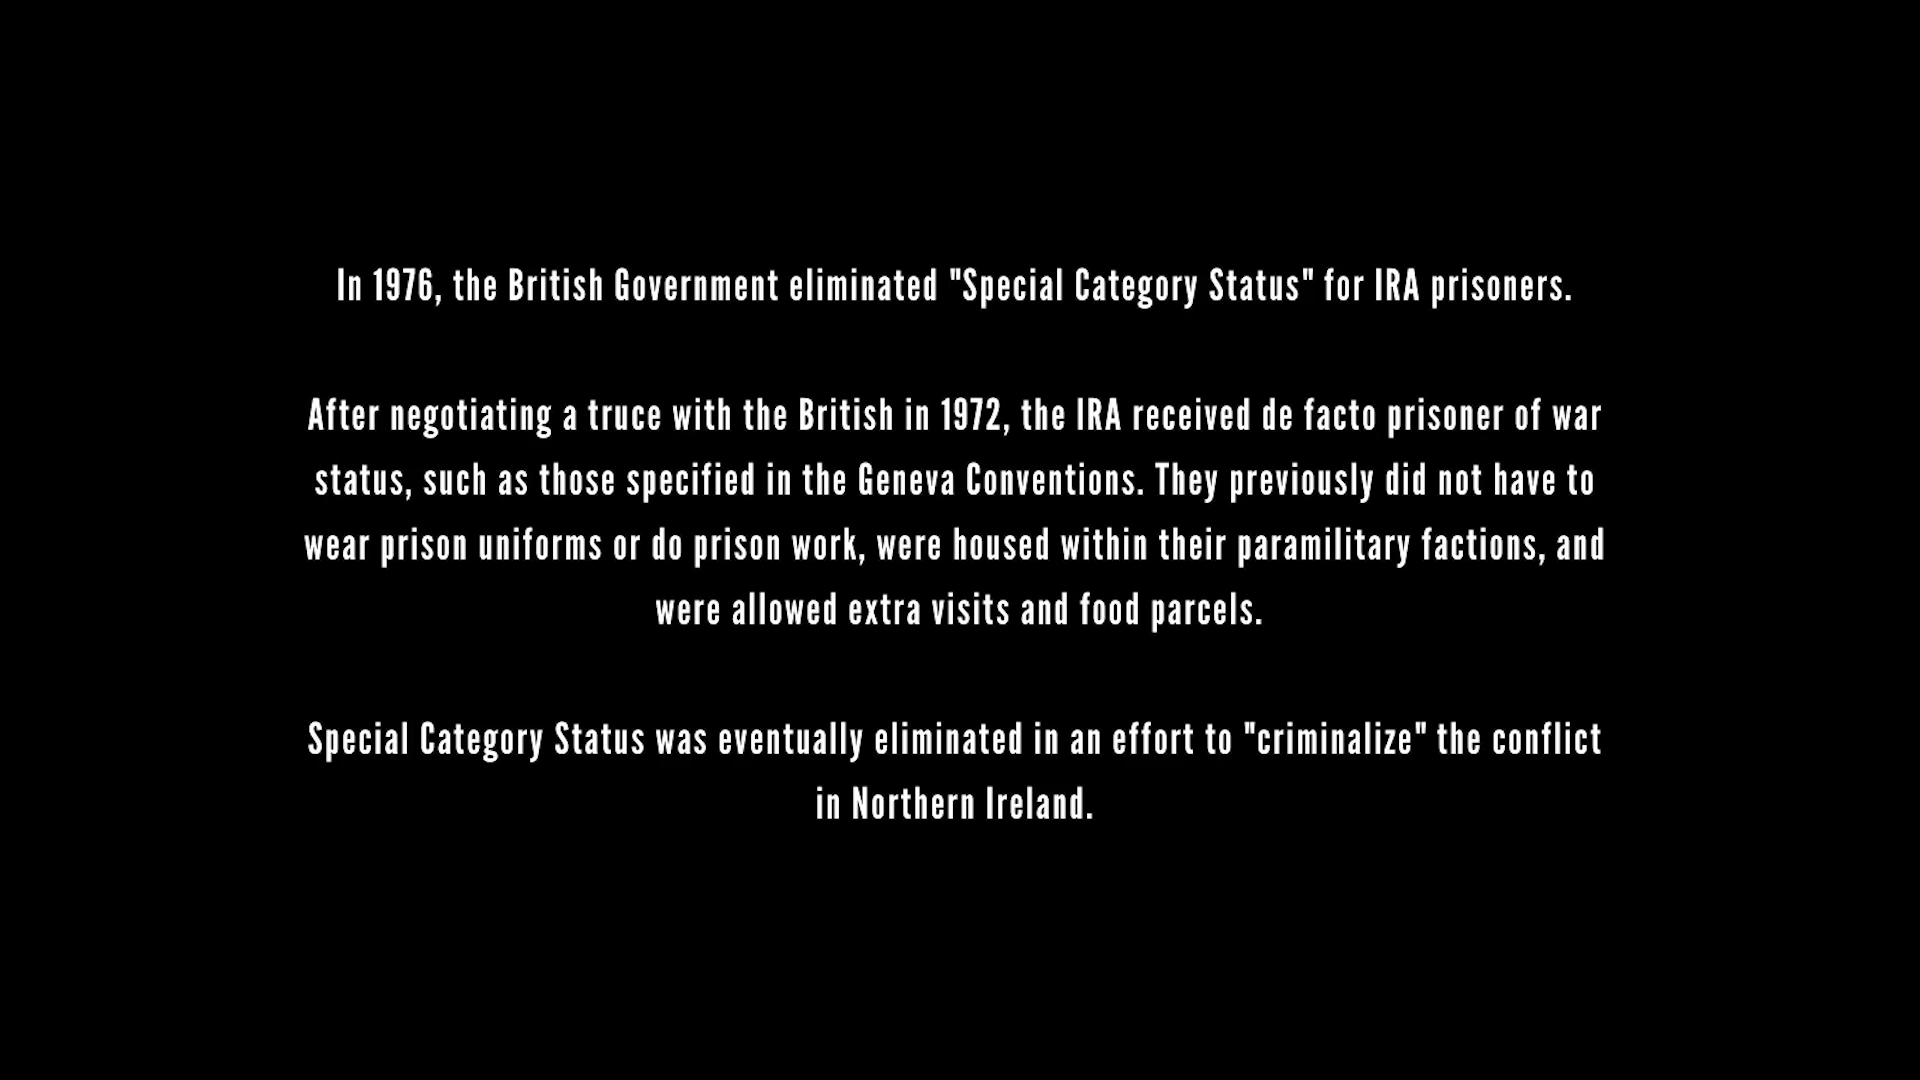 In 1976, the British Government eliminated "Special Category Status" for IRA prisoners.
After negotiating a truce with the British in 1972, the IRA received de facto prisoner of war
status, such as those specified in the Geneva Conventions. They previously did not have to
wear prison uniforms or do prison work, were housed within their paramilitary factions, and
were allowed extra visits and food parcels.
Special Category Status was eventually eliminated in an effort to "criminalize" the conflict
in Northern Ireland.